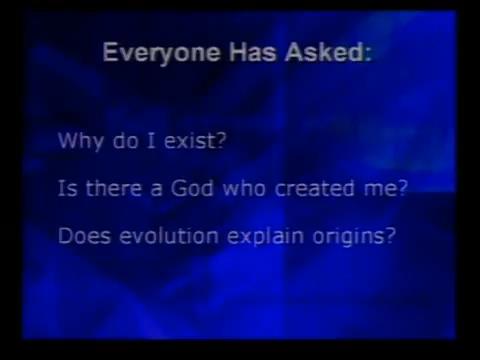 Everyone Has Asked:
Why do I exist?
Is there a God who created me?
Does evolution explain origins?